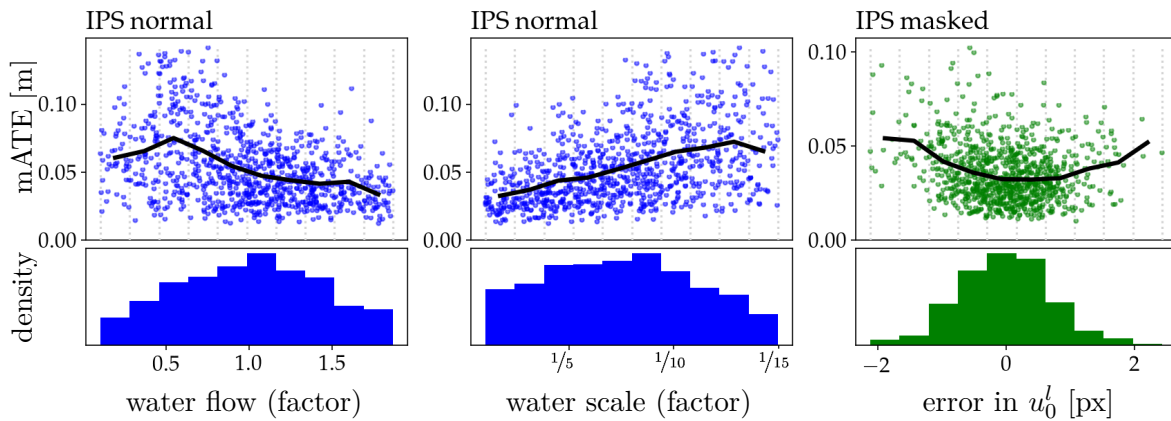 IPS normal
IPS normal
IPS masked
mATE [m]
0.10
0.05
0.00
0.10
0.05
0.00
0.10
0.05
0.00
density
0.5 1.0 1.5
1/5 1/10 1/15
−2 0 2
water flow (factor)
water scale (factor)
error in u₀ˡ [px]